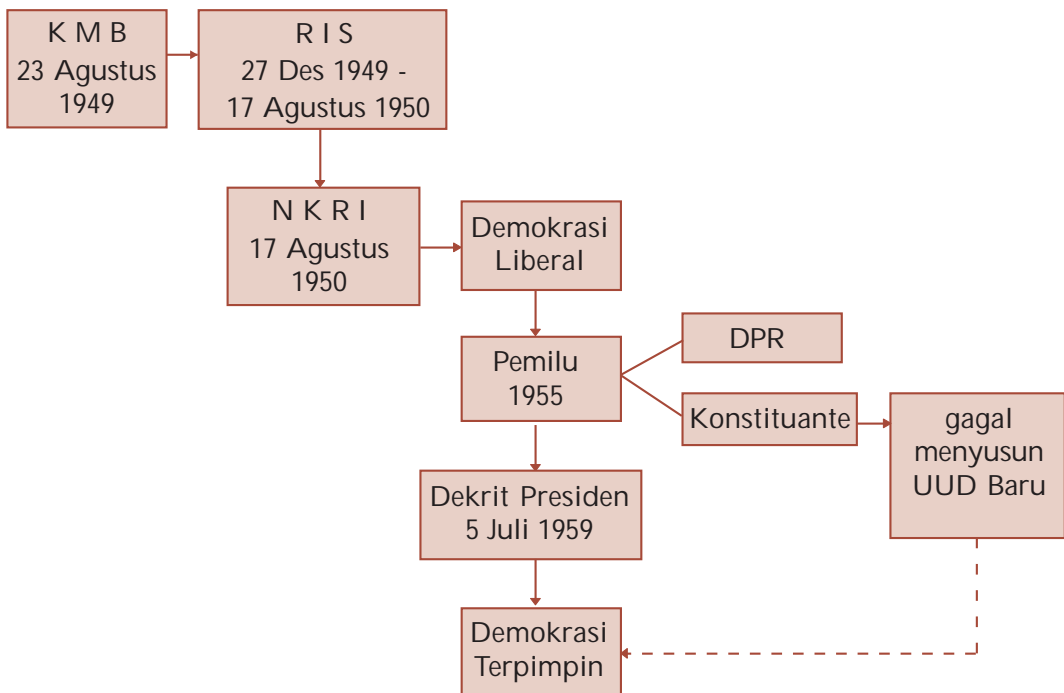 K M B
23 Agustus
1949
R I S
27 Des 1949 -
17 Agustus 1950
N K R I
17 Agustus
1950
Demokrasi
Liberal
Pemilu
1955
DPR
Konstituante
gagal
menyusun
UUD Baru
Dekrit Presiden
5 Juli 1959
Demokrasi
Terpimpin